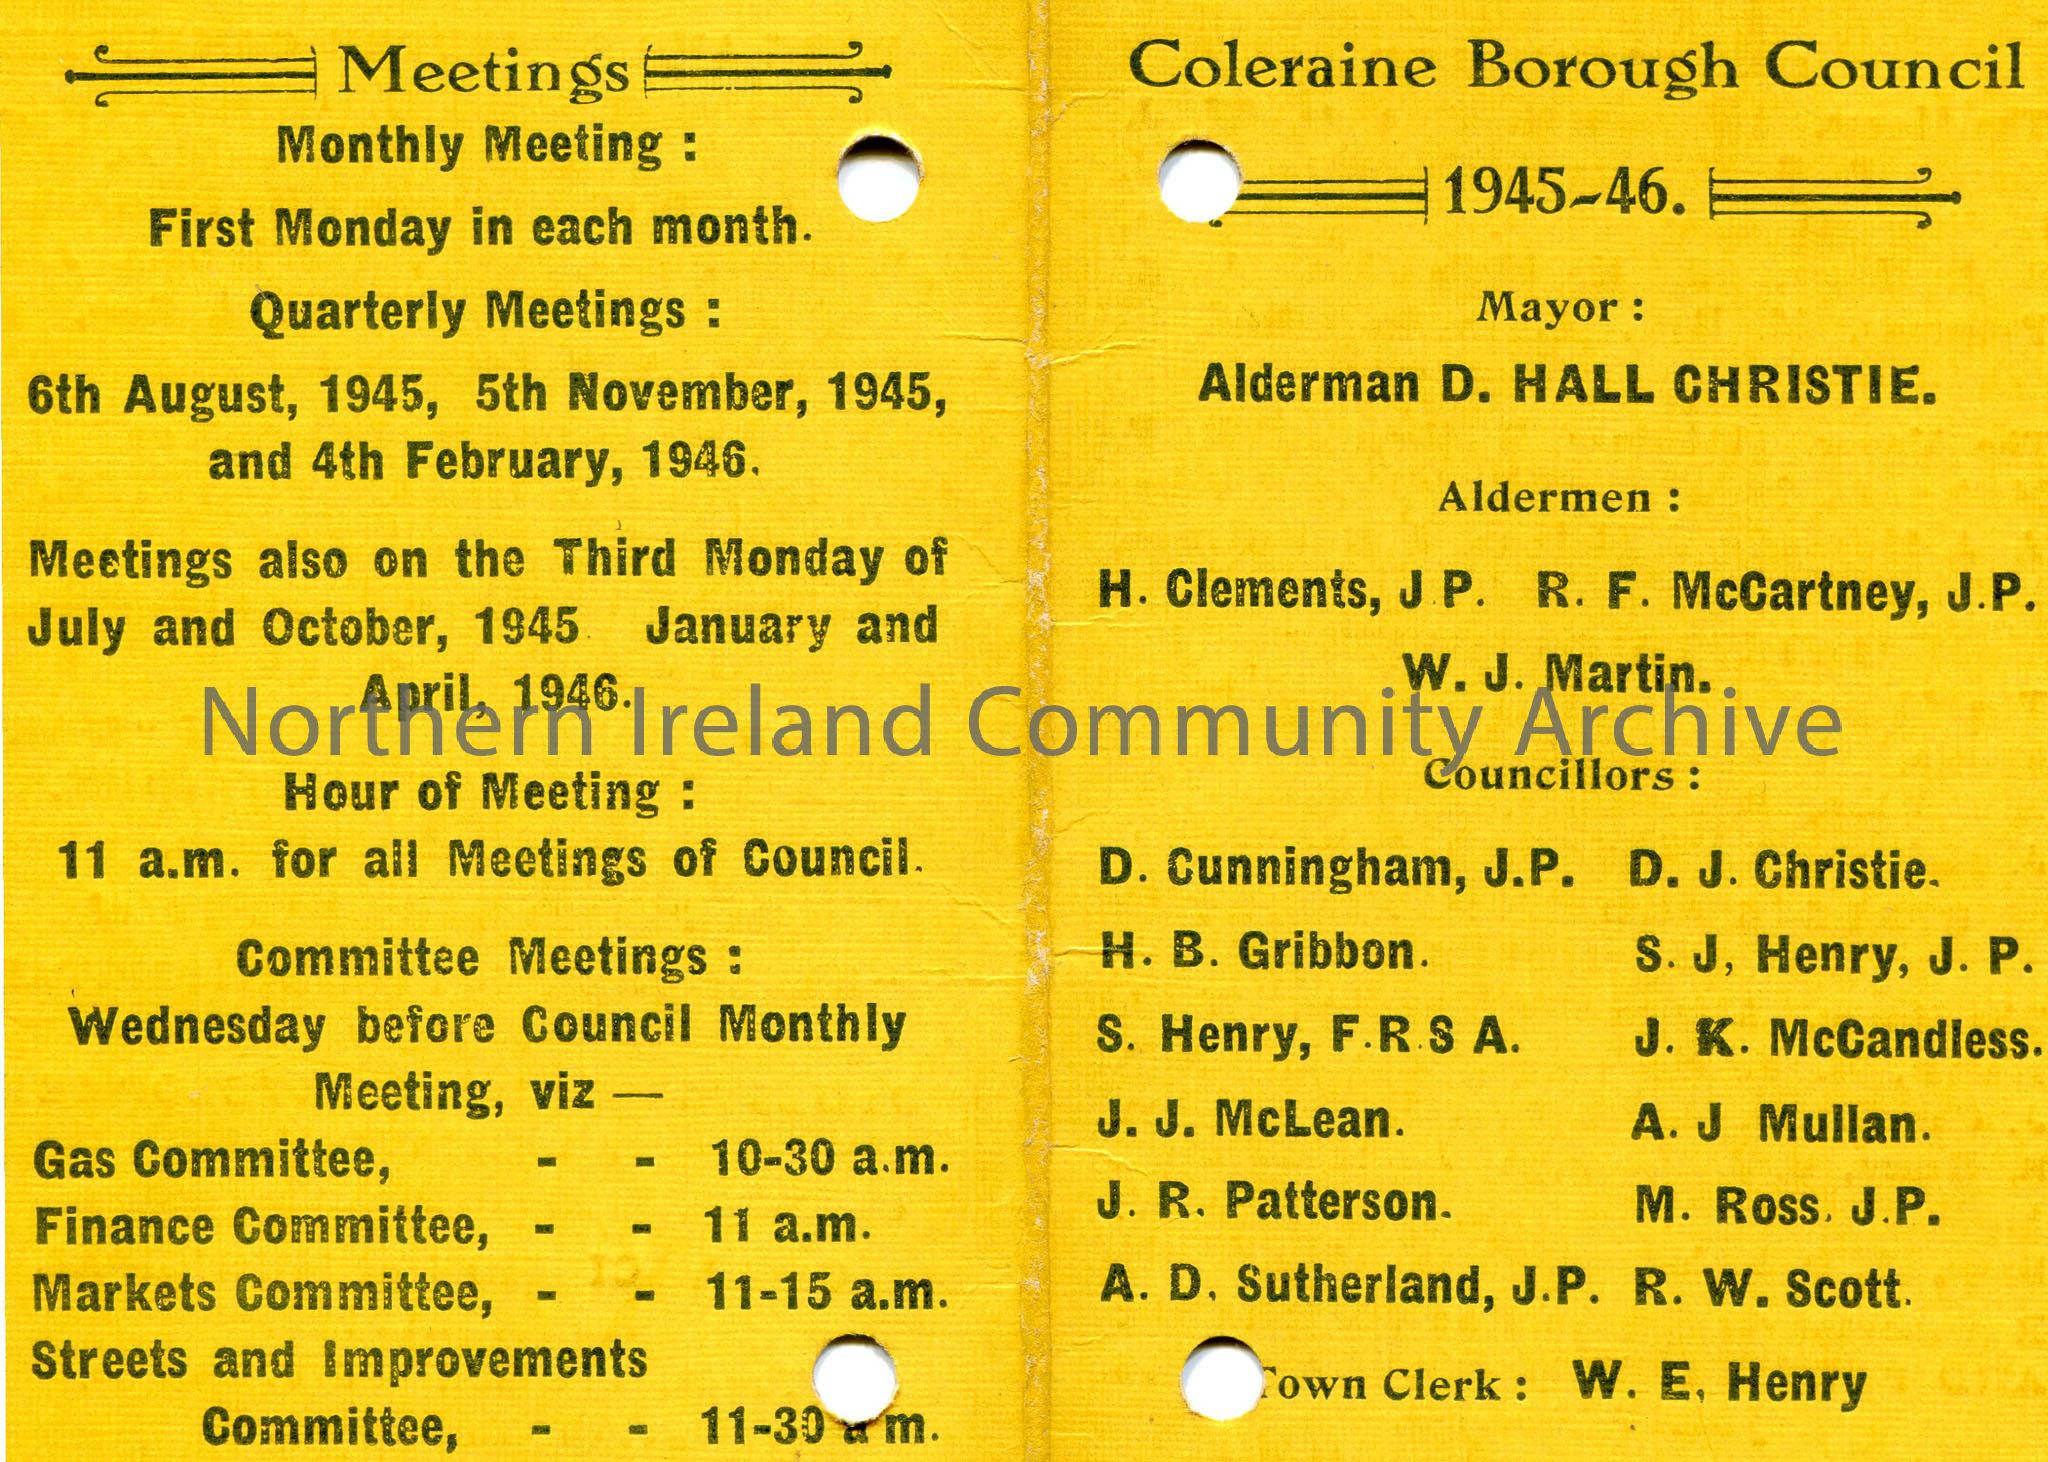 Meetings
Monthly Meeting :
First Monday in each month.
Quarterly Meetings :
6th August, 1945, 5th November, 1945,
and 4th February, 1946.
Meetings also on the Third Monday of
July and October, 1945. January and
April, 1946.
Hour of Meeting :
11 a.m. for all Meetings of Council.
Committee Meetings :
Wednesday before Council Monthly
Meeting, viz —
Gas Committee, - - 10-30 a.m.
Finance Committee, - - 11 a.m.
Markets Committee, - - 11-15 a.m.
Streets and Improvements
Committee, - - 11-30 a m.
Coleraine Borough Council
1945-46.
Mayor :
Alderman D. HALL CHRISTIE.
Aldermen :
H. Clements, J.P. R. F. McCartney, J.P.
W. J. Martin.
Councillors :
D. Cunningham, J.P. D. J. Christie.
H. B. Gribbon. S. J, Henry, J. P.
S. Henry, F.R.S A. J. K. McCandless.
J. J. McLean. A. J Mullan.
J. R. Patterson. M. Ross, J.P.
A. D. Sutherland, J.P. R. W. Scott.
Town Clerk : W. E, Henry
Northern Ireland Community Archive